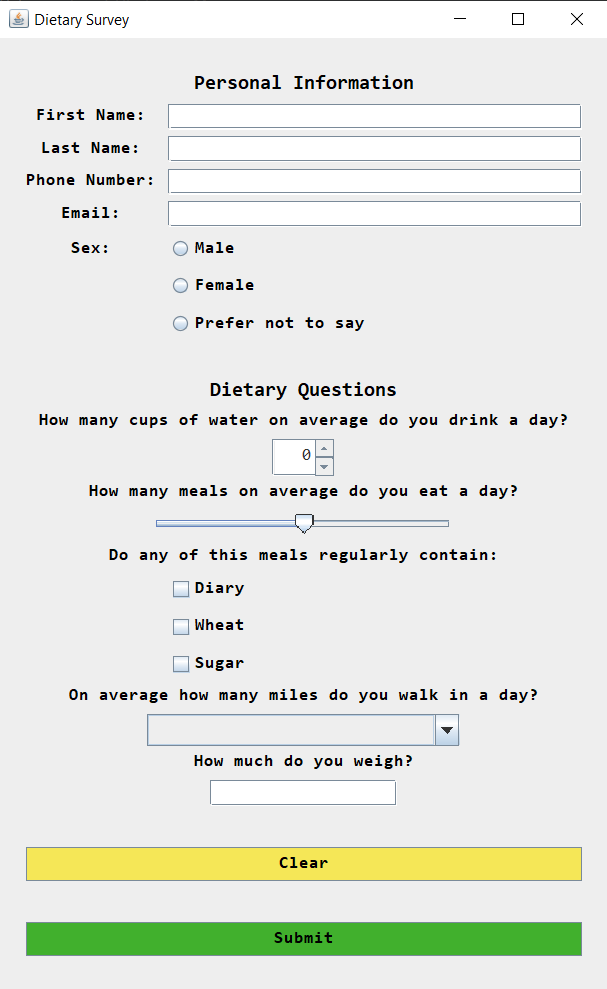 Dietary Survey
Personal Information
First Name:
Last Name:
Phone Number:
Email:
Sex:
Male
Female
Prefer not to say
Dietary Questions
How many cups of water on average do you drink a day?
0
How many meals on average do you eat a day?
Do any of this meals regularly contain:
Diary
Wheat
Sugar
On average how many miles do you walk in a day?
How much do you weigh?
Clear
Submit